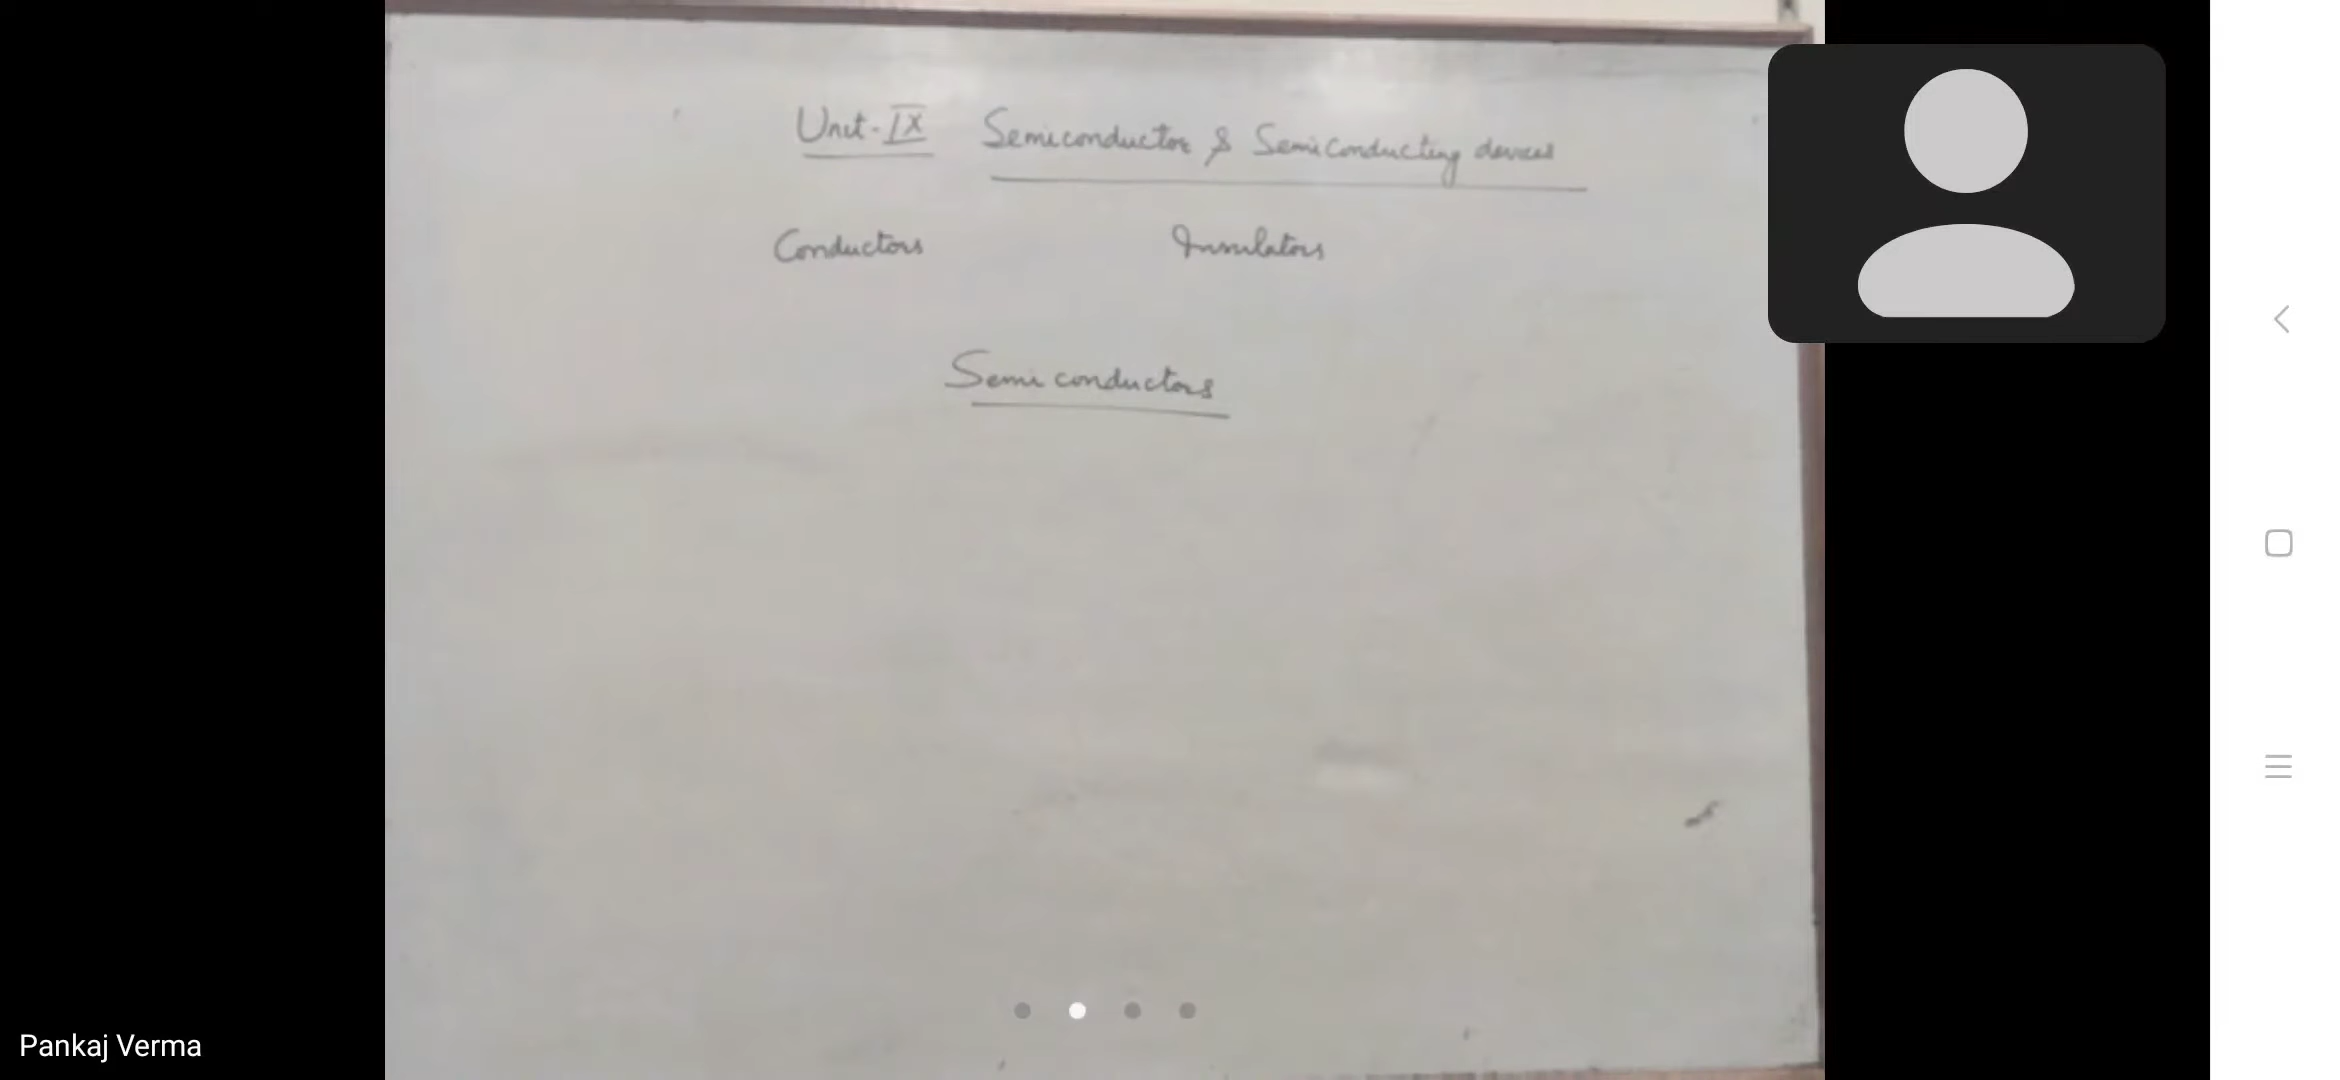 Unit-IX Semiconductor & Semiconducting devices
Conductors Insulators
Semiconductors
Pankaj Verma